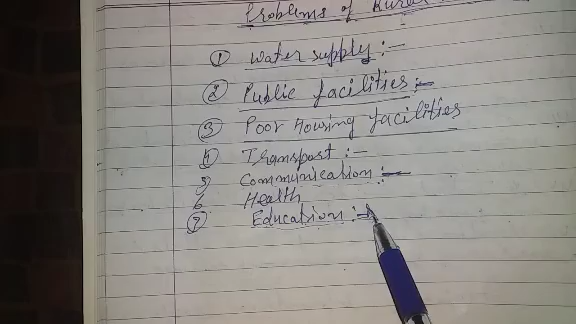 Problems of Rural
① Water supply :-
② Public facilities :-
③ Poor Housing facilities
④ Transport :-
5 Communication :-
6 Health
⑦ Education :-